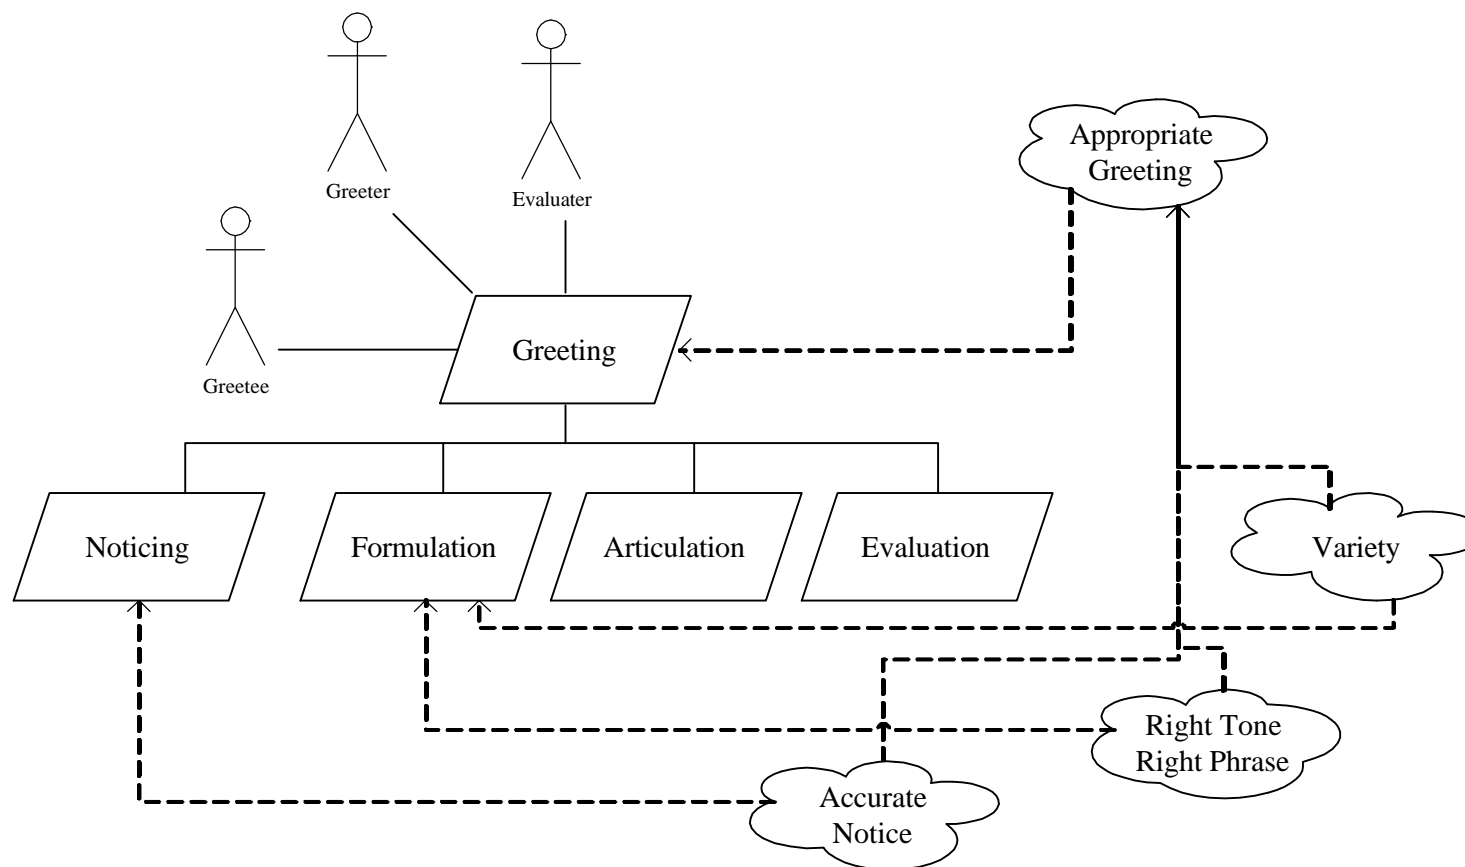 Appropriate
Greeting
Greeter
Evaluater
Greetee
Greeting
Noticing
Formulation
Articulation
Evaluation
Variety
Right Tone
Right Phrase
Accurate
Notice